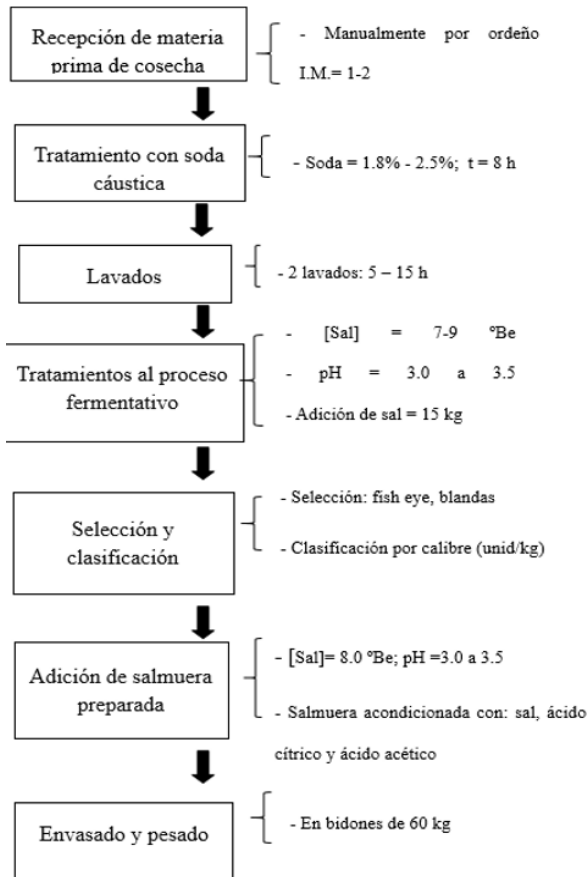 Recepción de materia
prima de cosecha
- Manualmente por ordeño
I.M.= 1-2
Tratamiento con soda
cáustica
- Soda = 1.8% - 2.5%; t = 8 h
Lavados
- 2 lavados: 5 – 15 h
Tratamientos al proceso
fermentativo
- [Sal] = 7-9 °Be
- pH = 3.0 a 3.5
- Adición de sal = 15 kg
Selección y
clasificación
- Selección: fish eye, blandas
- Clasificación por calibre (unid/kg)
Adición de salmuera
preparada
- [Sal]= 8.0 °Be; pH =3.0 a 3.5
- Salmuera acondicionada con: sal, ácido
cítrico y ácido acético
Envasado y pesado
- En bidones de 60 kg